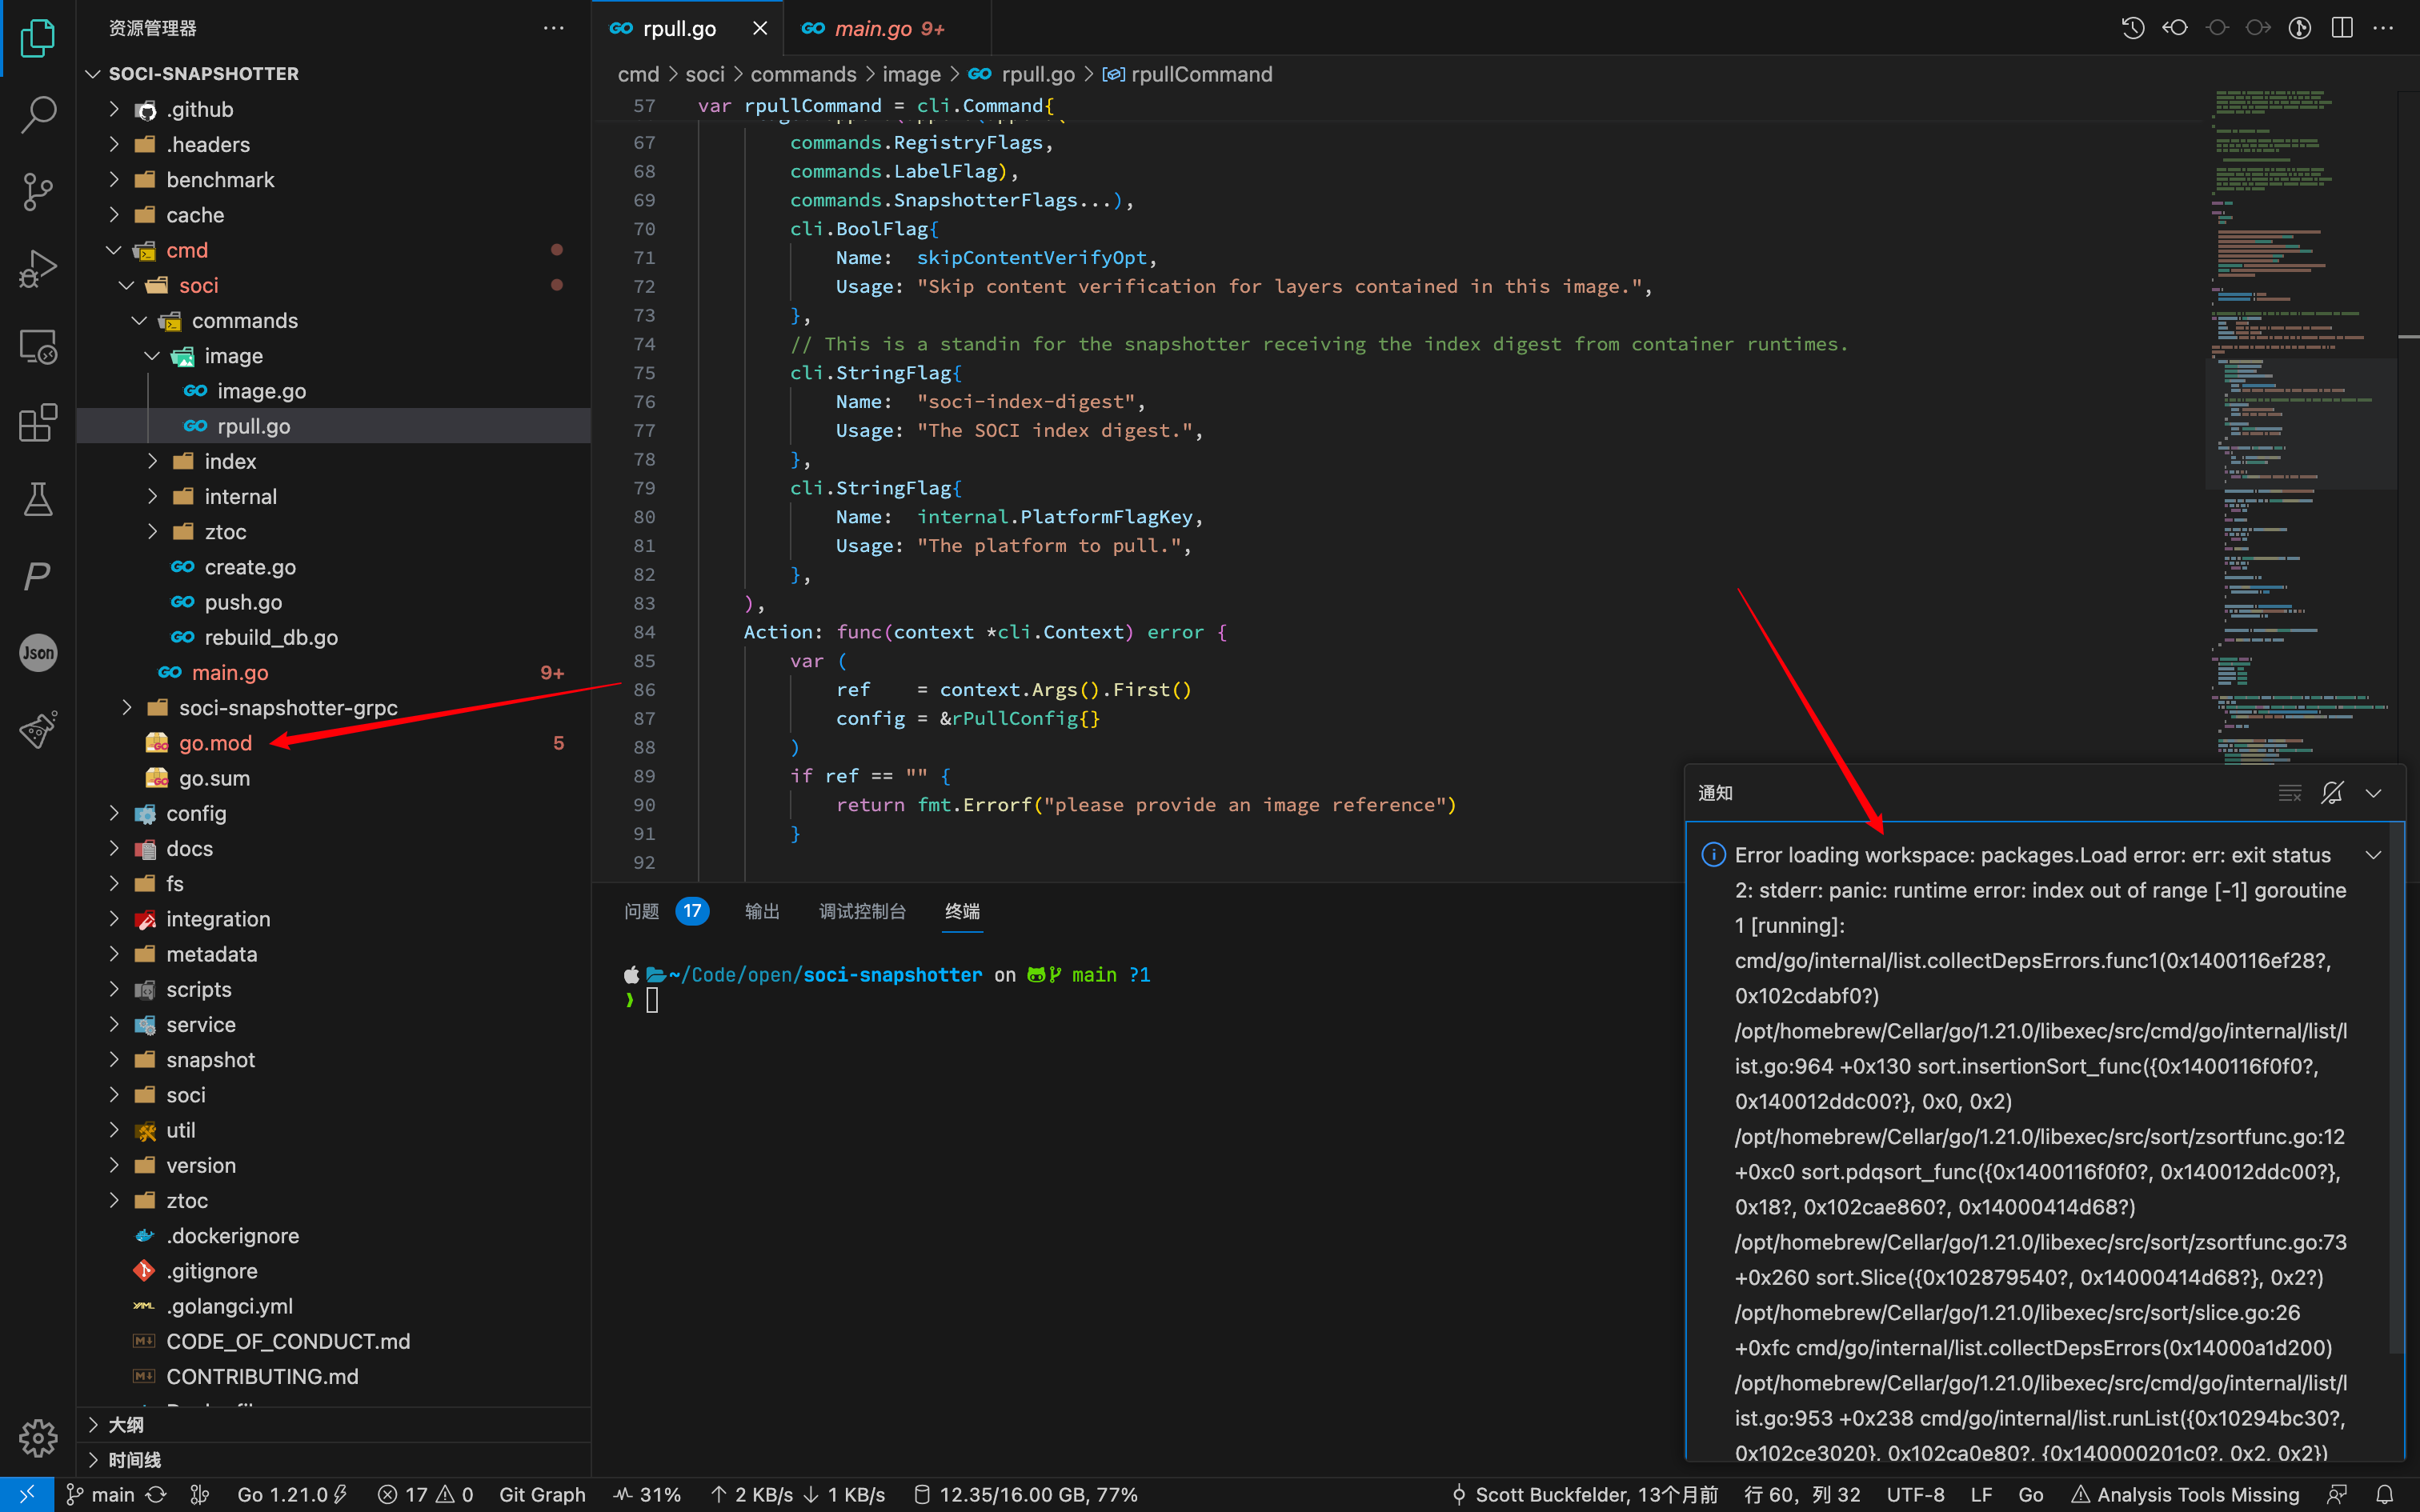 资源管理器
rpull.go
main.go 9+
SOCI-SNAPSHOTTER
.github
.headers
benchmark
cache
cmd
soci
commands
image
image.go
rpull.go
index
internal
ztoc
create.go
push.go
rebuild_db.go
main.go 9+
soci-snapshotter-grpc
go.mod 5
go.sum
config
docs
fs
integration
metadata
scripts
service
snapshot
soci
util
version
ztoc
.dockerignore
.gitignore
.golangci.yml
CODE_OF_CONDUCT.md
CONTRIBUTING.md
大纲
时间线
Json
cmd > soci > commands > image > rpull.go > rpullCommand
57 var rpullCommand = cli.Command{
67 commands.RegistryFlags,
68 commands.LabelFlag),
69 commands.SnapshotterFlags...),
70 cli.BoolFlag{
71 Name:  skipContentVerifyOpt,
72 Usage: "Skip content verification for layers contained in this image.",
73 },
74 // This is a standin for the snapshotter receiving the index digest from container runtimes.
75 cli.StringFlag{
76 Name:  "soci-index-digest",
77 Usage: "The SOCI index digest.",
78 },
79 cli.StringFlag{
80 Name:  internal.PlatformFlagKey,
81 Usage: "The platform to pull.",
82 },
83 ),
84 Action: func(context *cli.Context) error {
85 var (
86 ref    = context.Args().First()
87 config = &rPullConfig{}
88 )
89 if ref == "" {
90 return fmt.Errorf("please provide an image reference")
91 }
92
问题 17 输出 调试控制台 终端
~/Code/open/soci-snapshotter on main ?1
❯
通知
Error loading workspace: packages.Load error: err: exit status
2: stderr: panic: runtime error: index out of range [-1] goroutine
1 [running]:
cmd/go/internal/list.collectDepsErrors.func1(0x1400116ef28?,
0x102cdabf0?)
/opt/homebrew/Cellar/go/1.21.0/libexec/src/cmd/go/internal/list/l
ist.go:964 +0x130 sort.insertionSort_func({0x1400116f0f0?,
0x140012ddc00?}, 0x0, 0x2)
/opt/homebrew/Cellar/go/1.21.0/libexec/src/sort/zsortfunc.go:12
+0xc0 sort.pdqsort_func({0x1400116f0f0?, 0x140012ddc00?},
0x18?, 0x102cae860?, 0x14000414d68?)
/opt/homebrew/Cellar/go/1.21.0/libexec/src/sort/zsortfunc.go:73
+0x260 sort.Slice({0x102879540?, 0x14000414d68?}, 0x2?)
/opt/homebrew/Cellar/go/1.21.0/libexec/src/sort/slice.go:26
+0xfc cmd/go/internal/list.collectDepsErrors(0x14000a1d200)
/opt/homebrew/Cellar/go/1.21.0/libexec/src/cmd/go/internal/list/l
ist.go:953 +0x238 cmd/go/internal/list.runList({0x10294bc30?,
0x102ce3020}, 0x102ca0e80?, {0x140000201c0?, 0x2, 0x2})
main Go 1.21.0 17 0 Git Graph 31% ↑ 2 KB/s ↓ 1 KB/s 12.35/16.00 GB, 77% Scott Buckfelder, 13个月前 行 60，列 32 UTF-8 LF Go Analysis Tools Missing